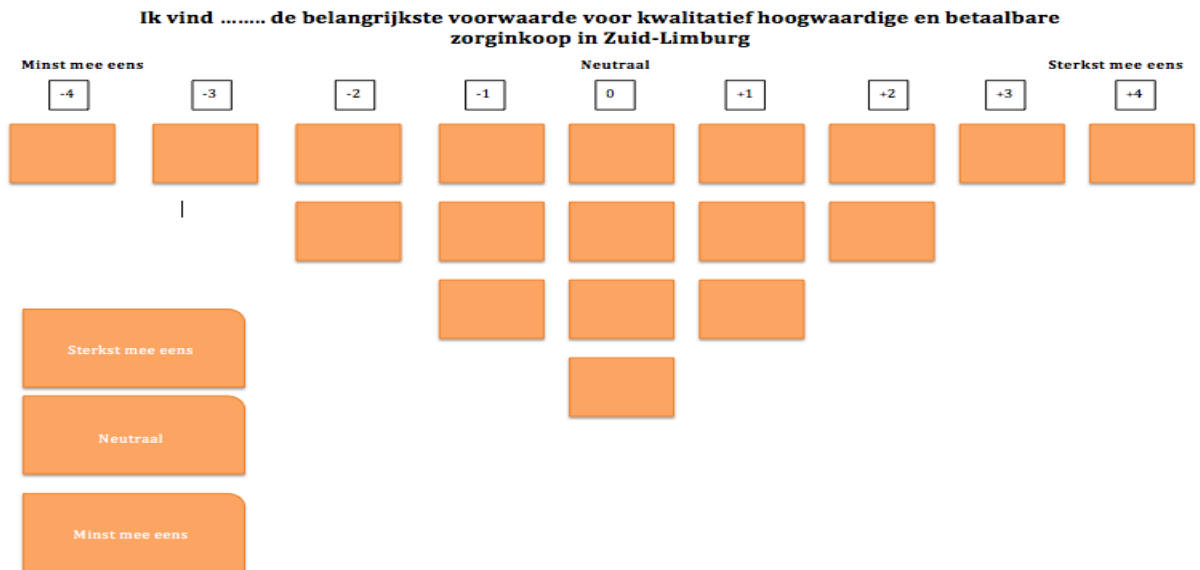 Ik vind …….. de belangrijkste voorwaarde voor kwalitatief hoogwaardige en betaalbare
zorginkoop in Zuid-Limburg
Minst mee eens Neutraal Sterkst mee eens
-4 -3 -2 -1 0 +1 +2 +3 +4
Sterkst mee eens
Neutraal
Minst mee eens